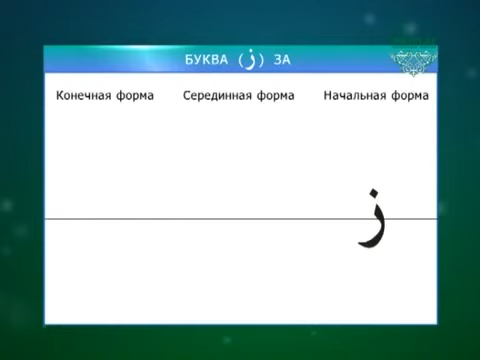 БУКВА (ز) ЗА
Конечная форма Серединная форма Начальная форма
ز